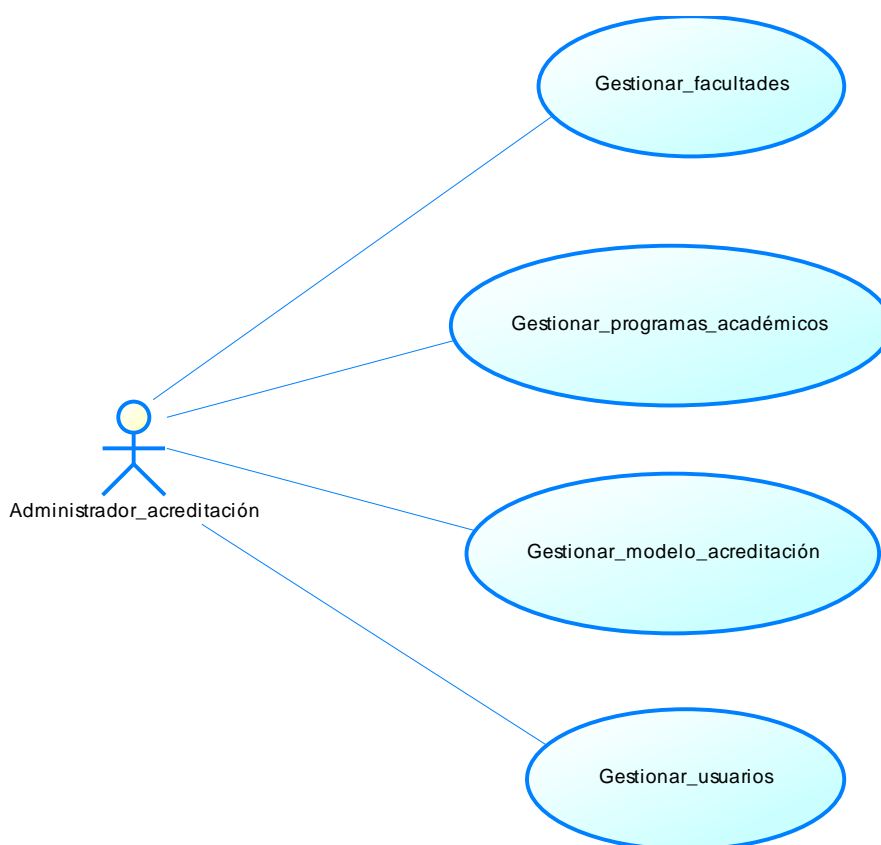 Gestionar_facultades
Gestionar_programas_académicos
Administrador_acreditación
Gestionar_modelo_acreditación
Gestionar_usuarios